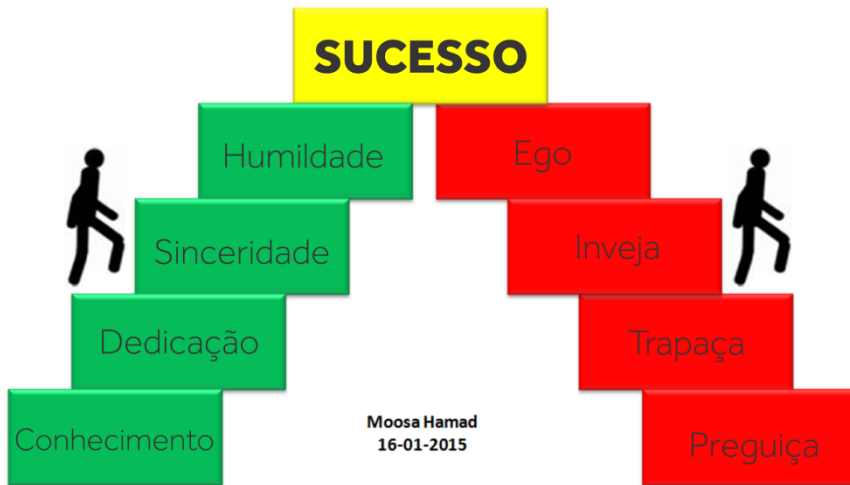 SUCESSO
Humildade
Ego
Sinceridade
Inveja
Dedicação
Trapaça
Conhecimento
Preguiça
Moosa Hamad
16-01-2015